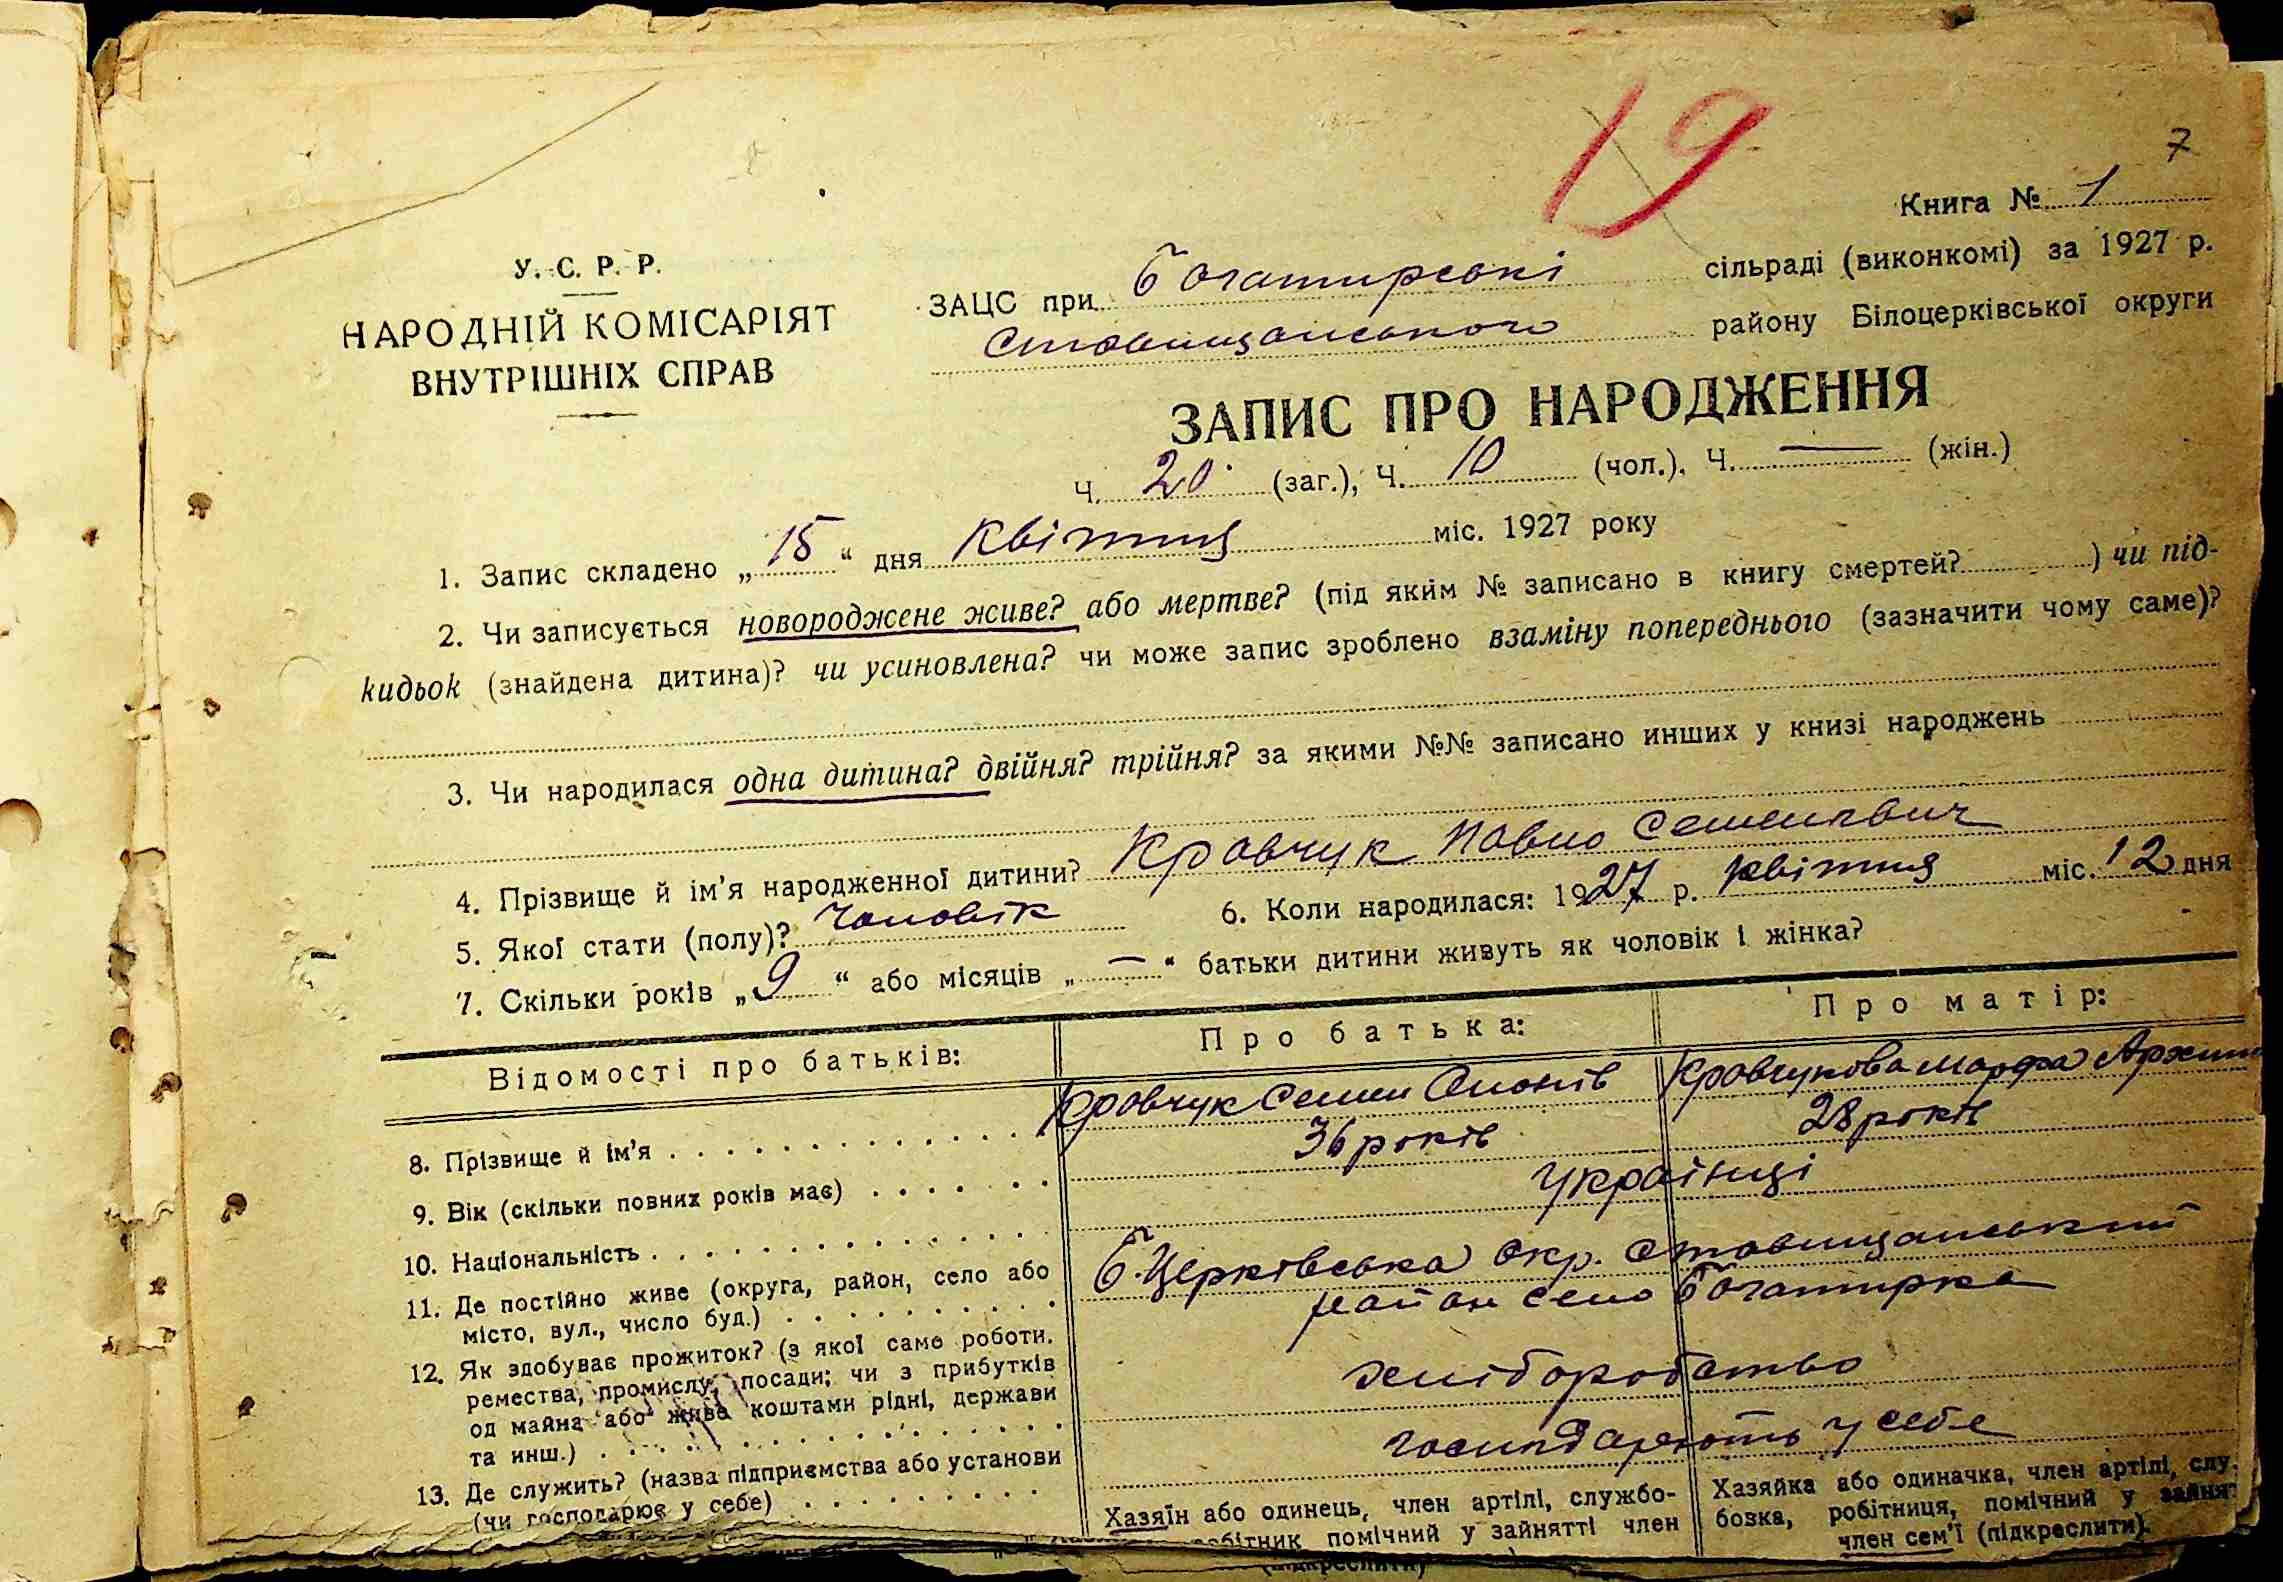 7
19
Книга № 1
У. С. Р. Р.
НАРОДНІЙ КОМІСАРІЯТ
ВНУТРІШНІХ СПРАВ
ЗАЦС при Богатирські сільраді (виконкомі) за 1927 р.
Ставищанського району Білоцерківської округи
ЗАПИС ПРО НАРОДЖЕННЯ
Ч. 20 (заг.), Ч. 10 (чол.), Ч. — (жін.)
1. Запис складено „15“ дня Квітня міс. 1927 року
2. Чи записується новороджене живе? або мертве? (під яким № записано в книгу смертей? ) чи під-
кидьок (знайдена дитина)? чи усиновлена? чи може запис зроблено взаміну попереднього (зазначити чому саме)?
3. Чи народилася одна дитина? двійня? трійня? за якими №№ записано инших у книзі народжень
4. Прізвище й ім’я народженної дитини? Кравчук Павло Семенович
5. Якої стати (полу)? Чоловік 6. Коли народилася: 1927 р. Квітня міс. 12 дня
7. Скільки років „9“ або місяців „—“ батьки дитини живуть як чоловік і жінка?
Відомості про батьків: Про батька: Про матір:
8. Прізвище й ім’я . . . . . . . . . . . . Кравчук Семен Кравчукова Марфа
9. Вік (скільки повних років має) . . . . . . . 36 років 28 років
10. Національність . . . . . . . . . . . . . . Українці
11. Де постійно живе (округа, район, село або Б. Церківська Окр. Ставищанський
місто, вул., число буд.) . . . . . . . . . . район село Богатирка
12. Як здобуває прожиток? (з якої саме роботи.
ремества, промислу, посади; чи з прибутків хліборобство
од майна або живе коштами рідні, держави
та инш.) . . . . . . . . . . . . . . . .
13. Де служить? (назва підприємства або установи господарюють у себе
(чи господарює у себе) . . . . . . . . .
Хазяїн або одинець, член артілі, службо- Хазяйка або одиначка, член артілі, слу-
робітник помічний у зайнятті член бовка, робітниця, помічний у зайнят.
(підкреслити) член сем’ї (підкреслити).